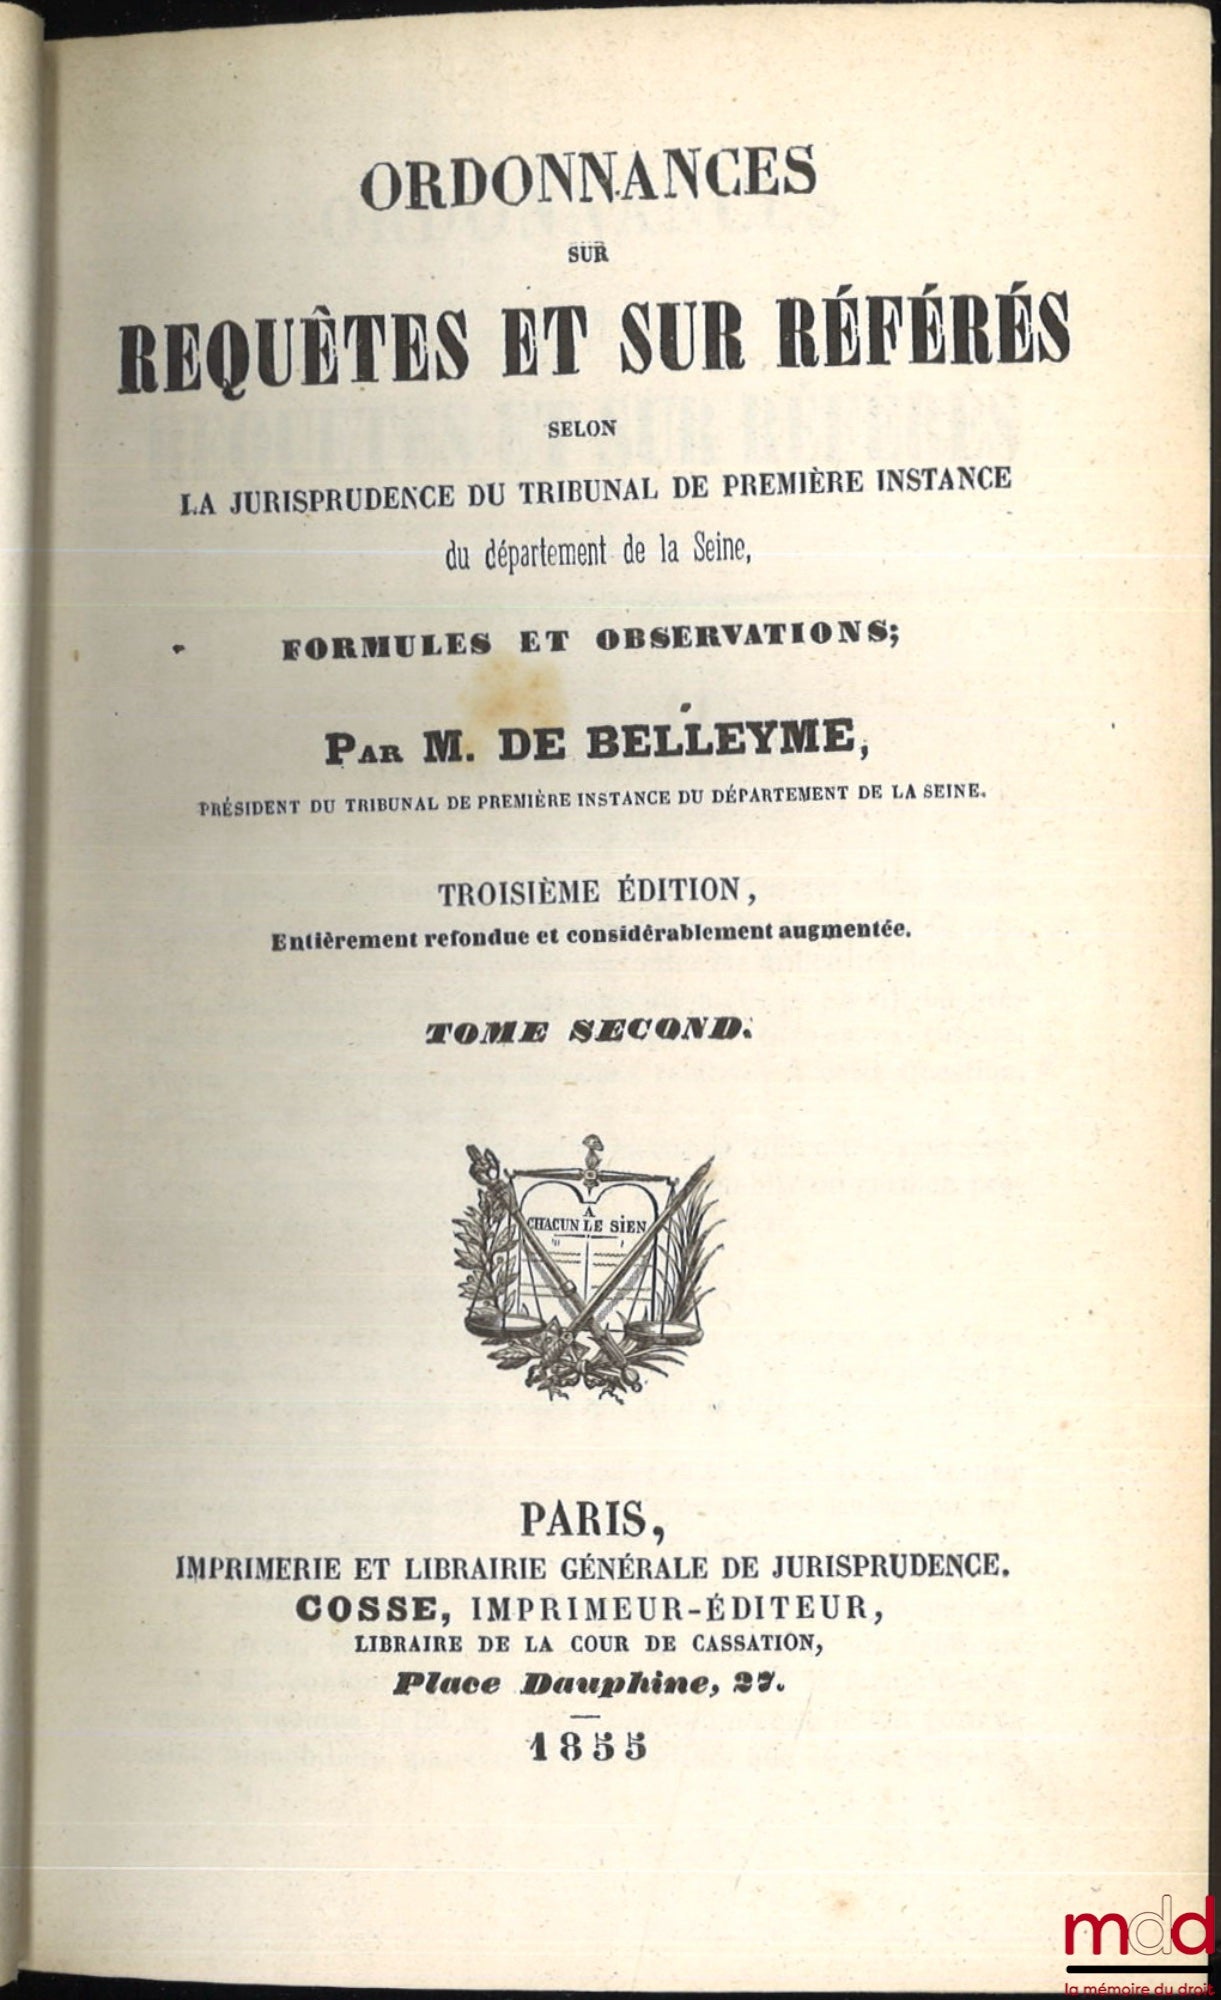 ORDONNANCES
SUR
REQUÊTES ET SUR RÉFÉRÉS
SELON
LA JURISPRUDENCE DU TRIBUNAL DE PREMIÈRE INSTANCE
du département de la Seine,
FORMULES ET OBSERVATIONS;
PAR M. DE BELLEYME,
PRÉSIDENT DU TRIBUNAL DE PREMIÈRE INSTANCE DU DÉPARTEMENT DE LA SEINE.
TROISIÈME ÉDITION,
Entièrement refondue et considérablement augmentée.
TOME SECOND.
A
CHACUN LE SIEN
PARIS,
IMPRIMERIE ET LIBRAIRIE GÉNÉRALE DE JURISPRUDENCE.
COSSE, IMPRIMEUR-ÉDITEUR,
LIBRAIRE DE LA COUR DE CASSATION,
Place Dauphine, 27.
1855
mdd
la mémoire du droit